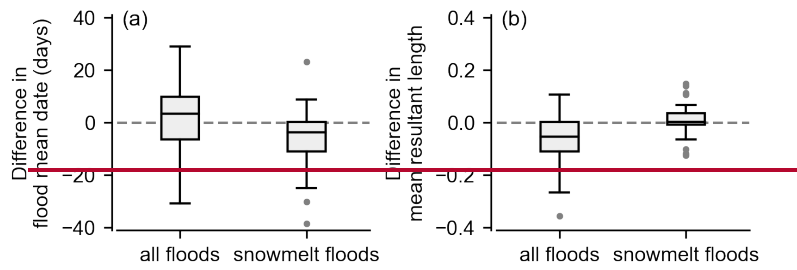 (a)
Difference in
flood mean date (days)
40
20
0
−20
−40
all floods
snowmelt floods
(b)
Difference in
mean resultant length
0.4
0.2
0.0
−0.2
−0.4
all floods
snowmelt floods